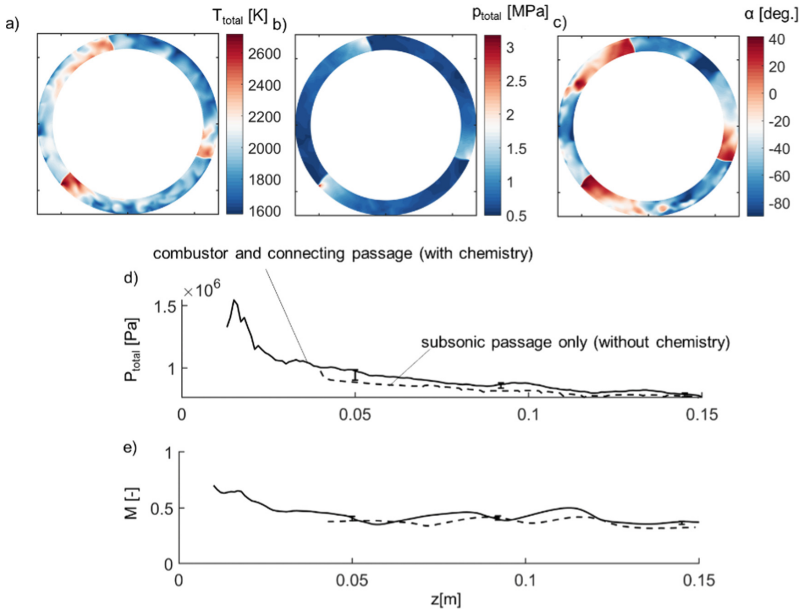 a)
T_total [K]
2600
2400
2200
2000
1800
1600
b)
p_total [MPa]
3
2.5
2
1.5
1
0.5
c)
α [deg.]
40
20
0
-20
-40
-60
-80
combustor and connecting passage (with chemistry)
d)
×10^6
subsonic passage only (without chemistry)
P_total [Pa]
1.5
1
0
0.05
0.1
0.15
e)
M [-]
1
0.5
0
0
0.05
0.1
0.15
z[m]